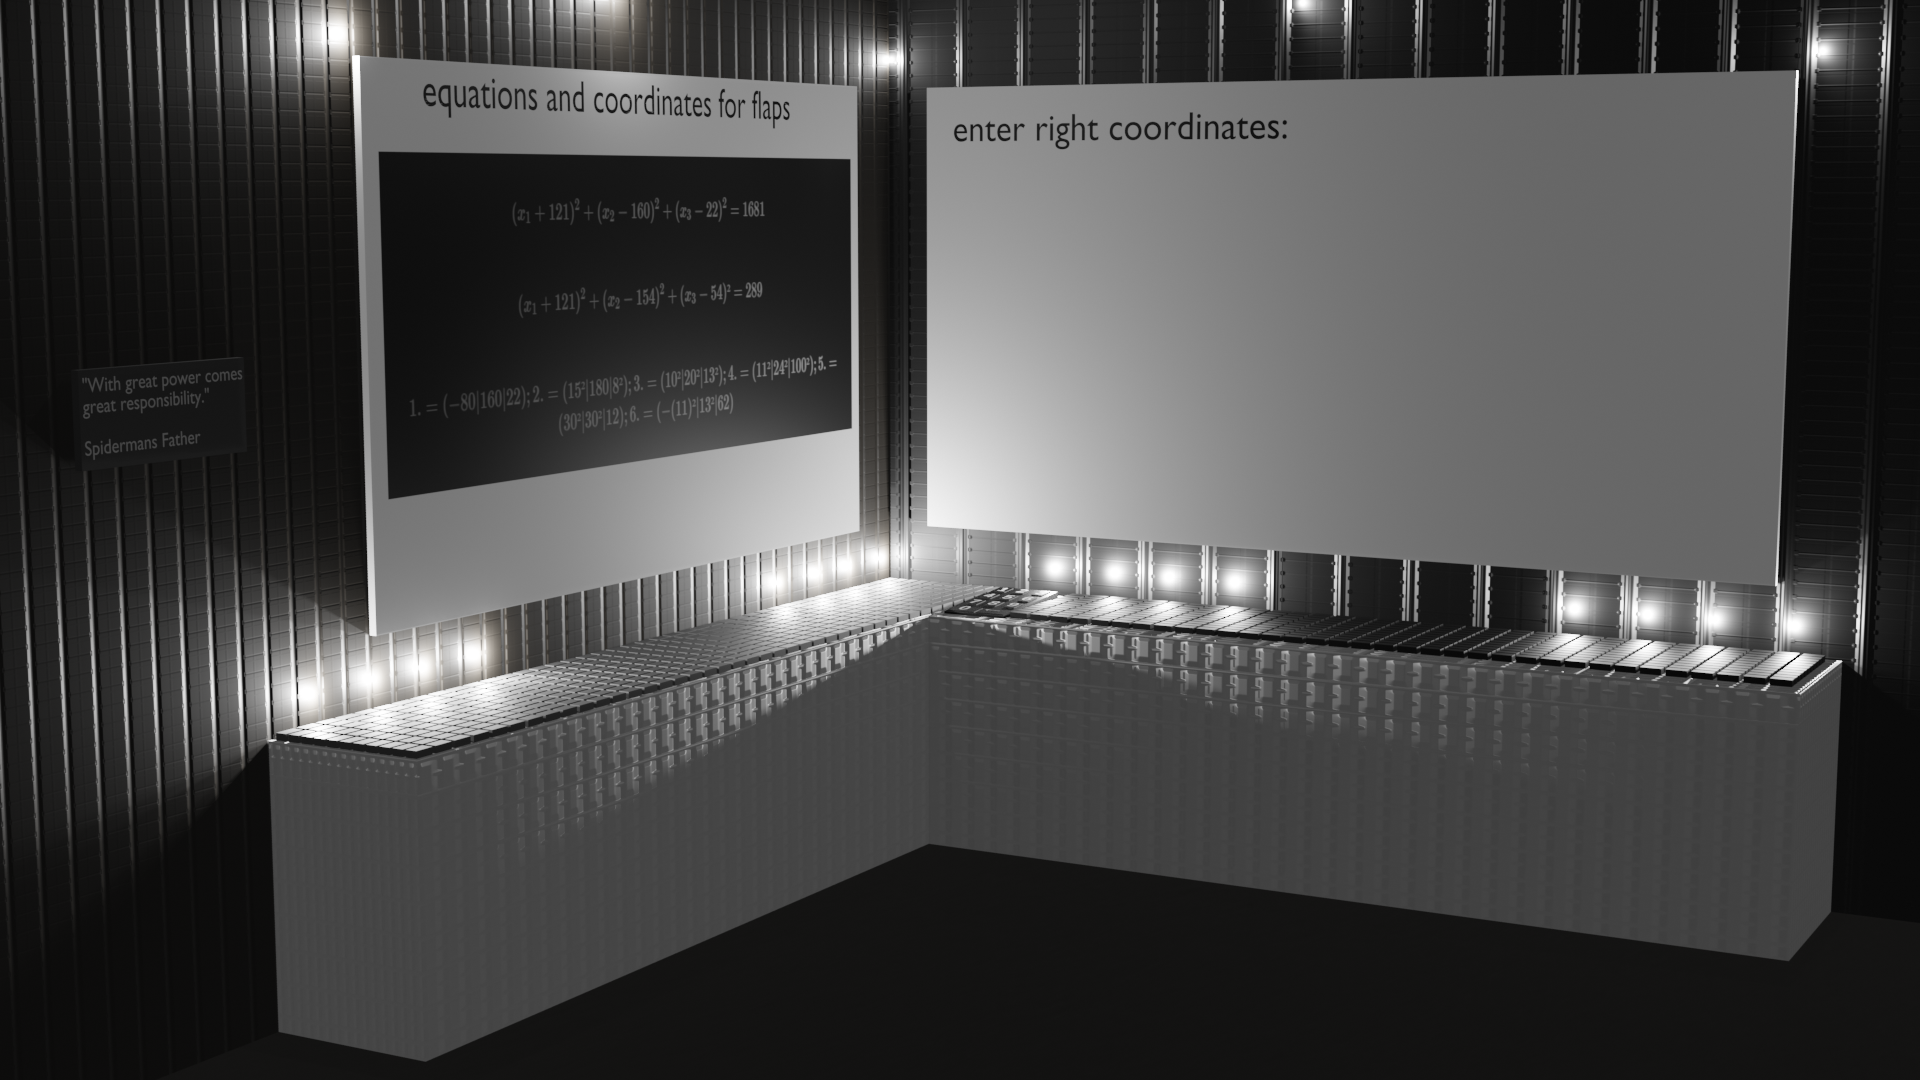 equations and coordinates for flaps
(x₁ + 121)² + (x₂ − 160)² + (x₃ − 22)² = 1681
(x₁ + 121)² + (x₂ − 154)² + (x₃ − 54)² = 289
1. = (−80|160|22); 2. = (15²|180|8²); 3. = (10²|20²|13²); 4. = (11²|24²|100²); 5. =
(30²|30²|12); 6. = (−(11)²|13²|62)
"With great power comes
great responsibility."
Spidermans Father
enter right coordinates: